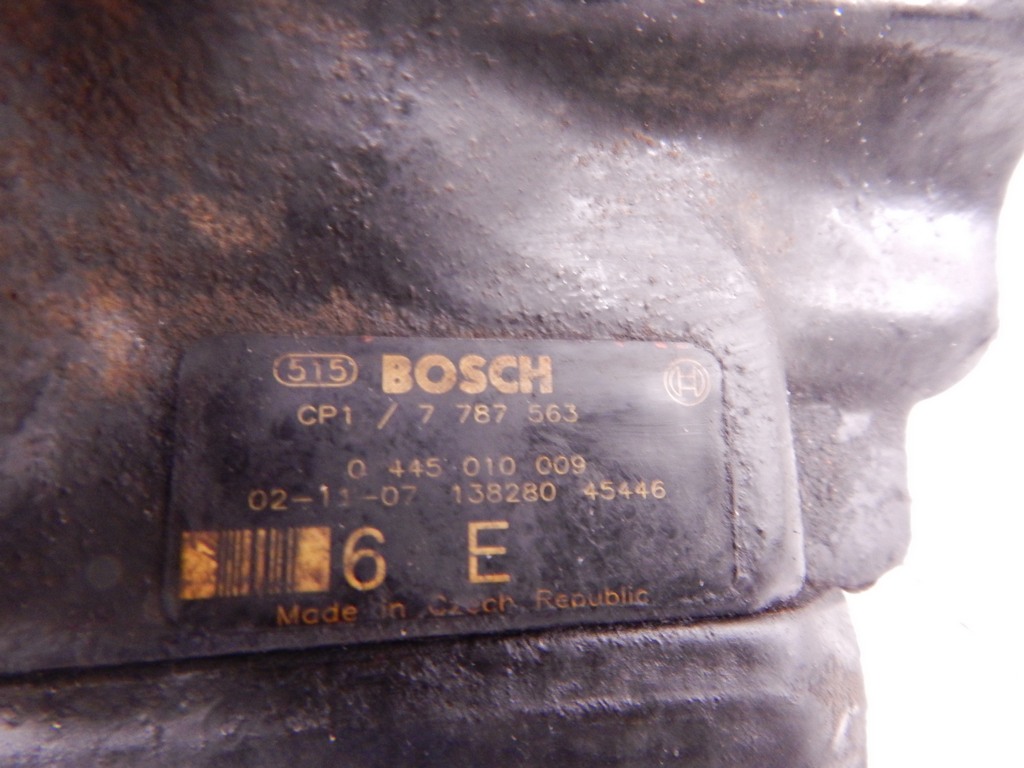 515 BOSCH H
CP1 / 7 787 563
0 445 010 009
02-11-07 138280 45446
6 E
Made in Czech Republic